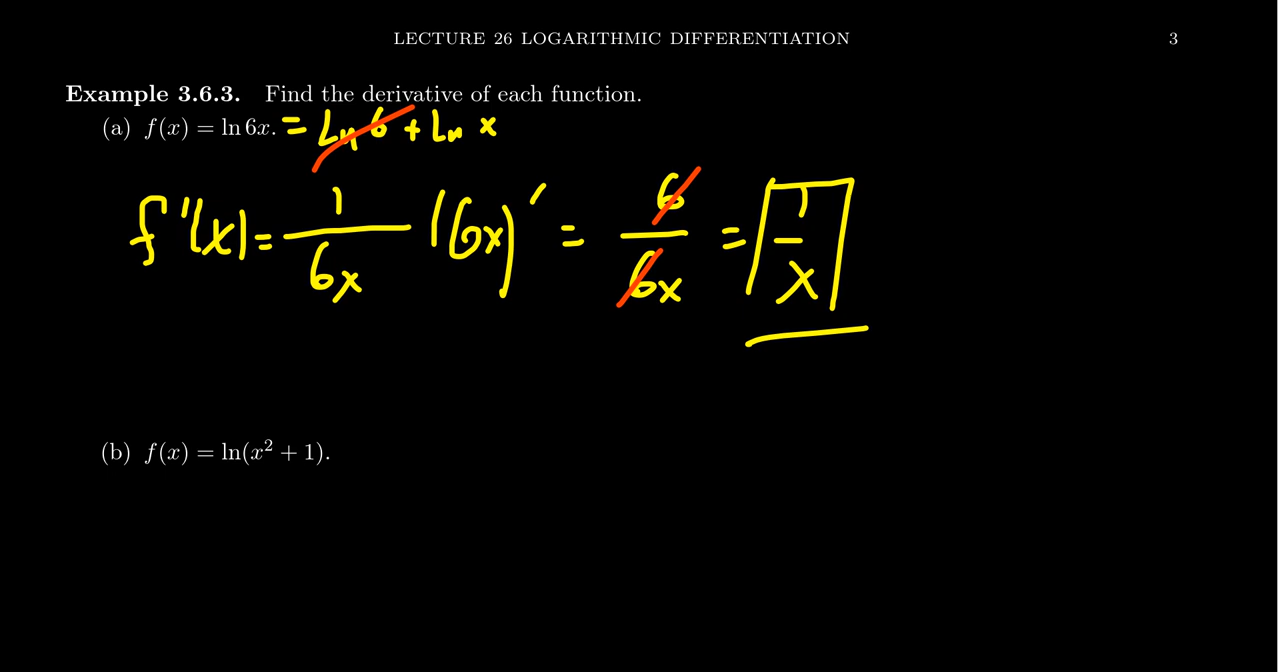 LECTURE 26 LOGARITHMIC DIFFERENTIATION 3
Example 3.6.3. Find the derivative of each function.
(a) f(x) = ln 6x. = Ln 6 + Ln x
f'(x) = 1/6x (6x)' = 6/6x = 1/x
(b) f(x) = ln(x² + 1).